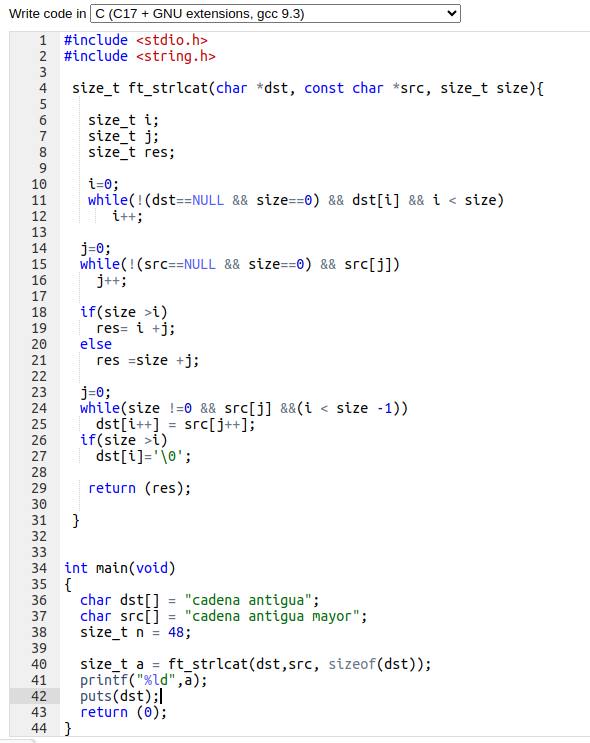 Write code in C (C17 + GNU extensions, gcc 9.3)
1 #include <stdio.h>
2 #include <string.h>
3
4 size_t ft_strlcat(char *dst, const char *src, size_t size){
5
6 size_t i;
7 size_t j;
8 size_t res;
9
10 i=0;
11 while(!(dst==NULL && size==0) && dst[i] && i < size)
12 i++;
13
14 j=0;
15 while(!(src==NULL && size==0) && src[j])
16 j++;
17
18 if(size >i)
19 res= i +j;
20 else
21 res =size +j;
22
23 j=0;
24 while(size !=0 && src[j] &&(i < size -1))
25 dst[i++] = src[j++];
26 if(size >i)
27 dst[i]='\0';
28
29 return (res);
30
31 }
32
33
34 int main(void)
35 {
36 char dst[] = "cadena antigua";
37 char src[] = "cadena antigua mayor";
38 size_t n = 48;
39
40 size_t a = ft_strlcat(dst,src, sizeof(dst));
41 printf("%ld",a);
42 puts(dst);
43 return (0);
44 }